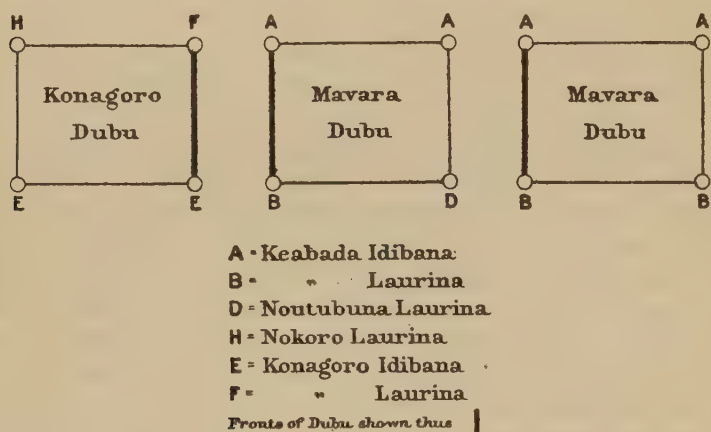 H F A A A A
Konagoro
Dubu
Mavara
Dubu
Mavara
Dubu
E E B D B B
A = Keabada Idibana
B = " Laurina
D = Noutubuna Laurina
H = Nokoro Laurina
E = Konagoro Idibana
F = " Laurina
Fronts of Dubu shown thus